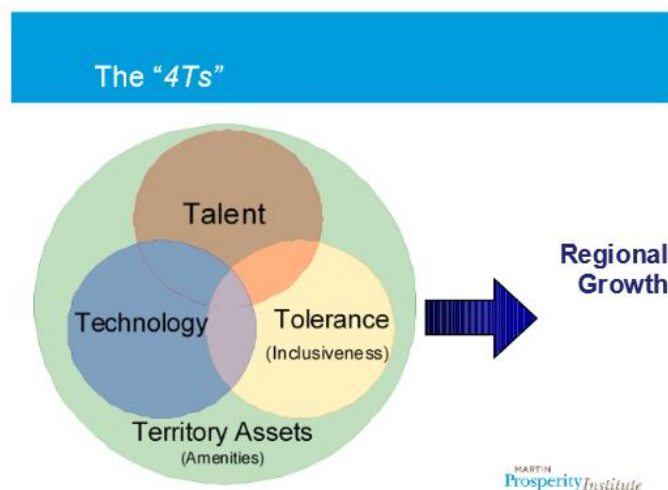 The “4Ts”
Talent
Technology
Tolerance
(Inclusiveness)
Territory Assets
(Amenities)
Regional
Growth
MARTIN
Prosperity Institute